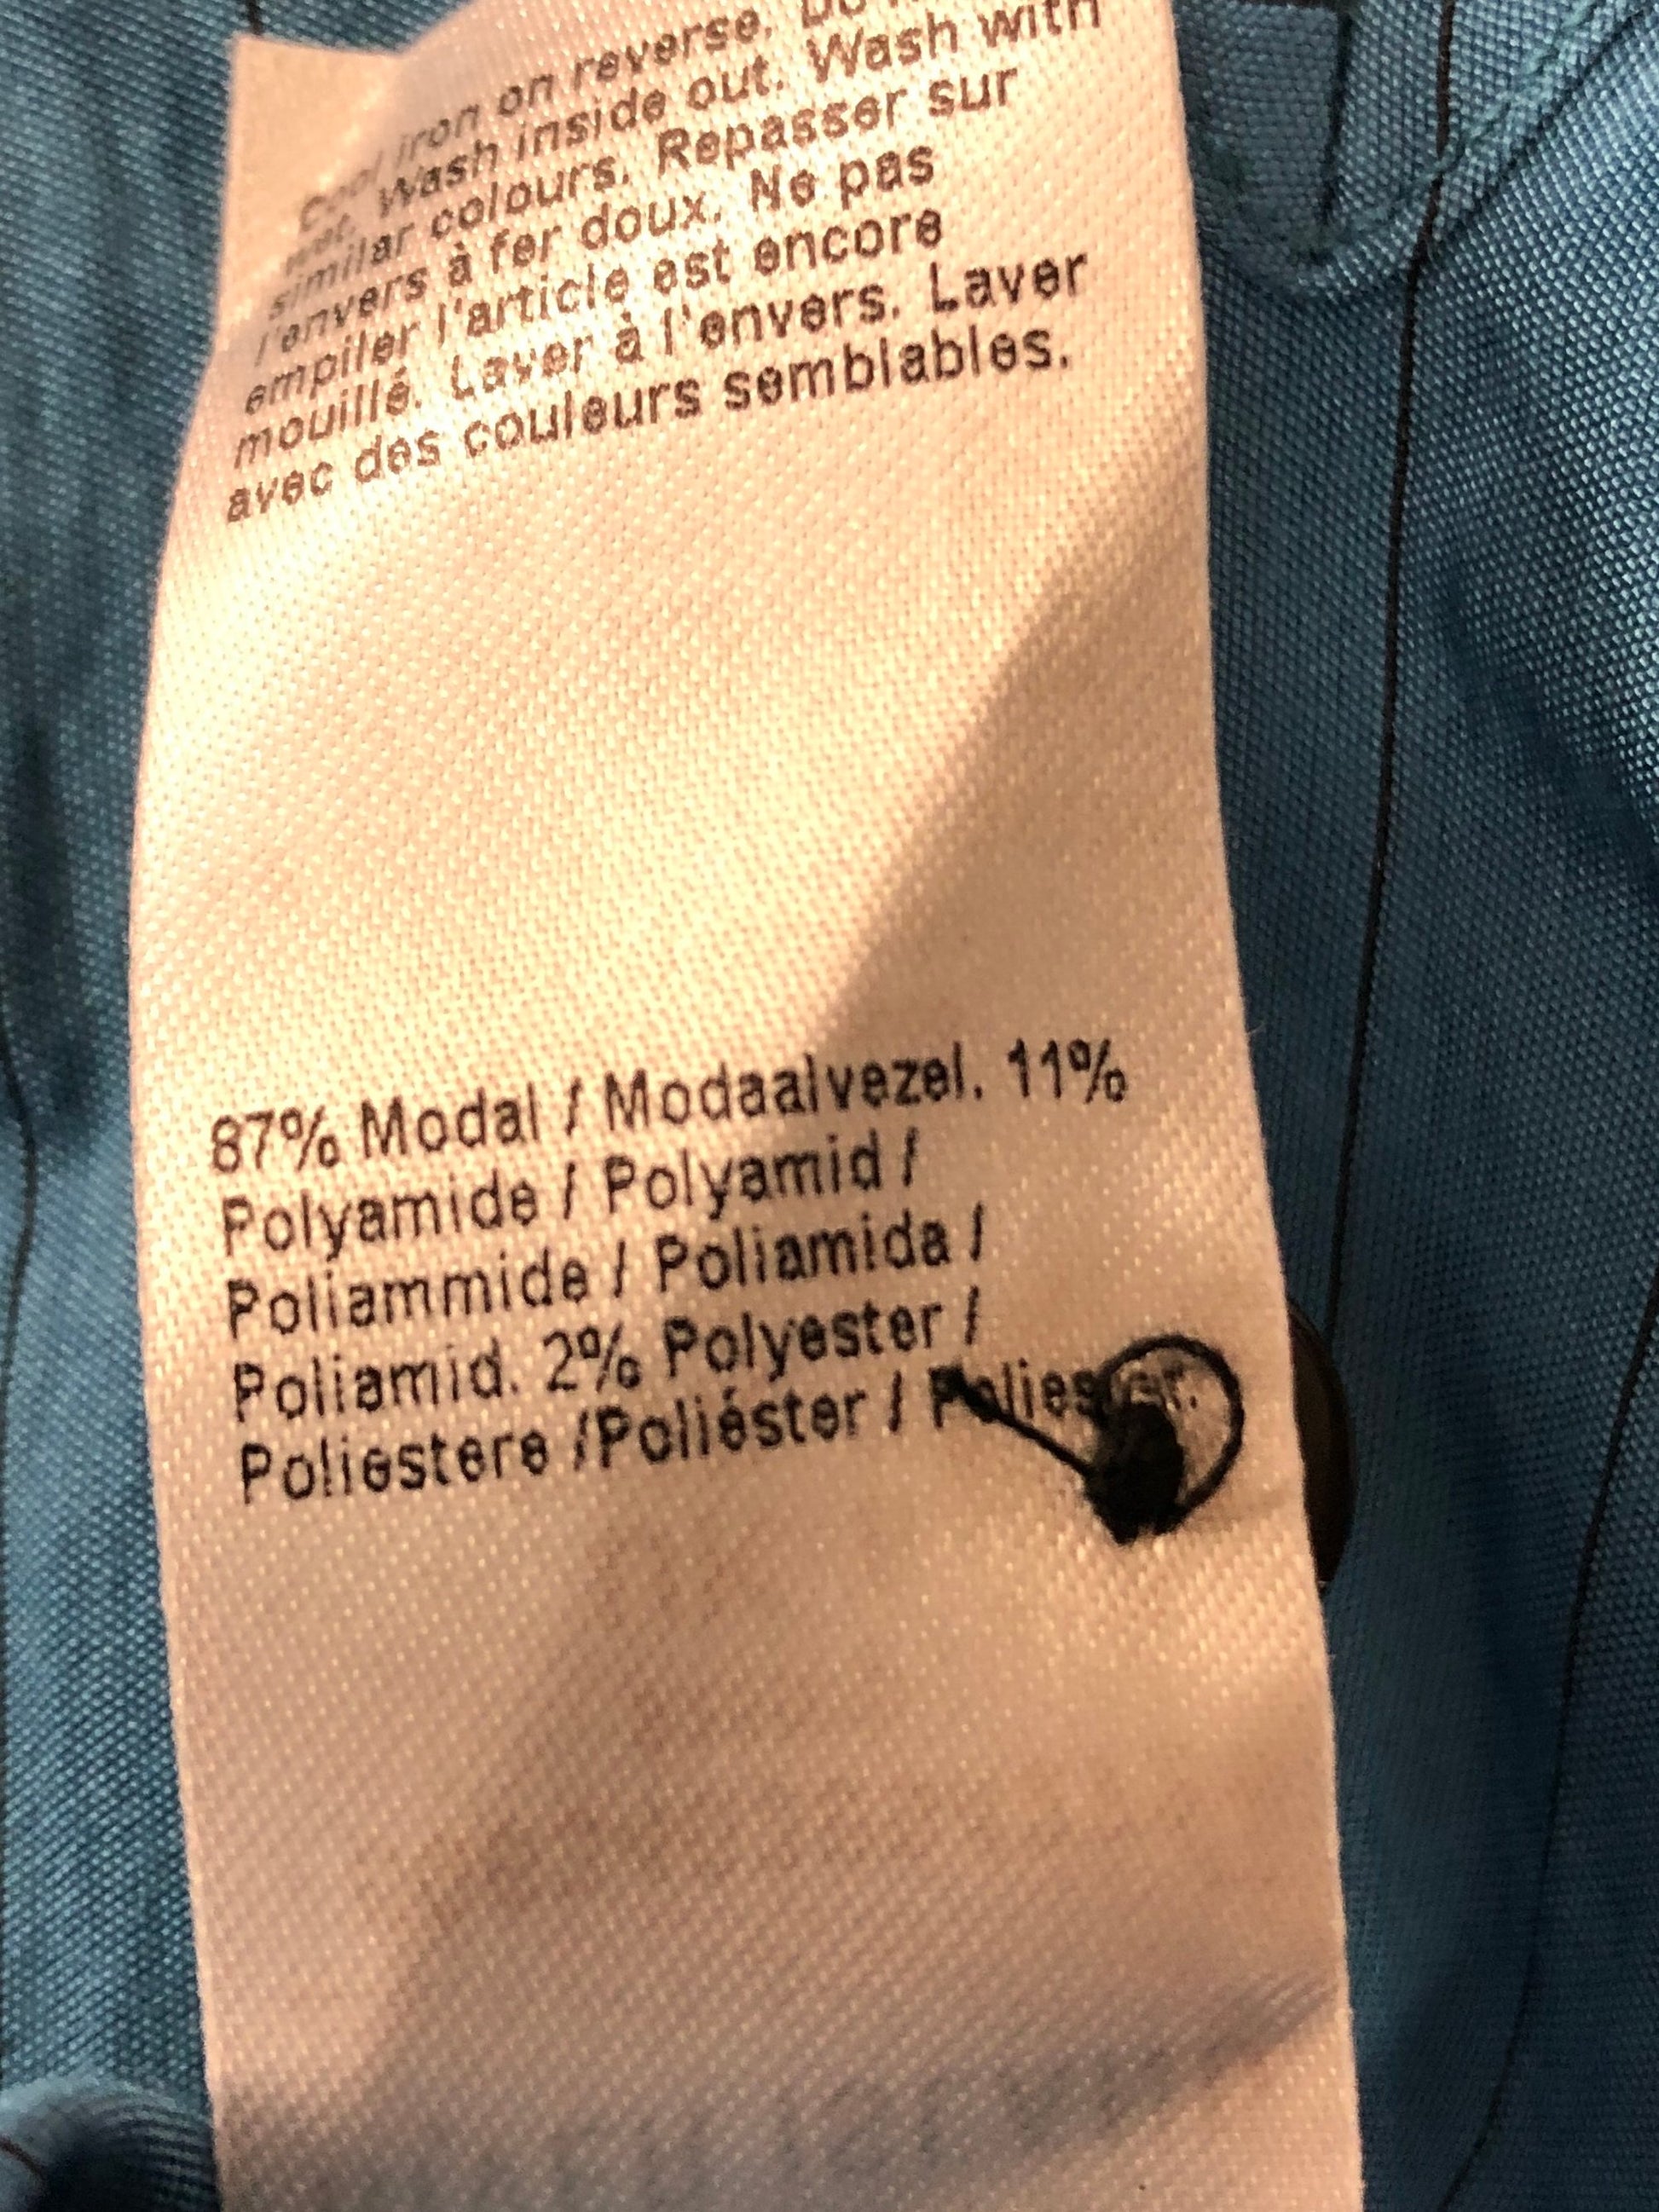 Cool iron on reverse. Do
wet. Wash inside out. Wash with
similar colours. Repasser sur
l'envers à fer doux. Ne pas
empiler l'article est encore
mouillé. Laver à l'envers. Laver
avec des couleurs semblables.
87% Modal / Modaalvezel. 11%
Polyamide / Polyamid /
Poliammide / Poliamida /
Poliamid. 2% Polyester /
Poliestere /Poliéster / Poliester.